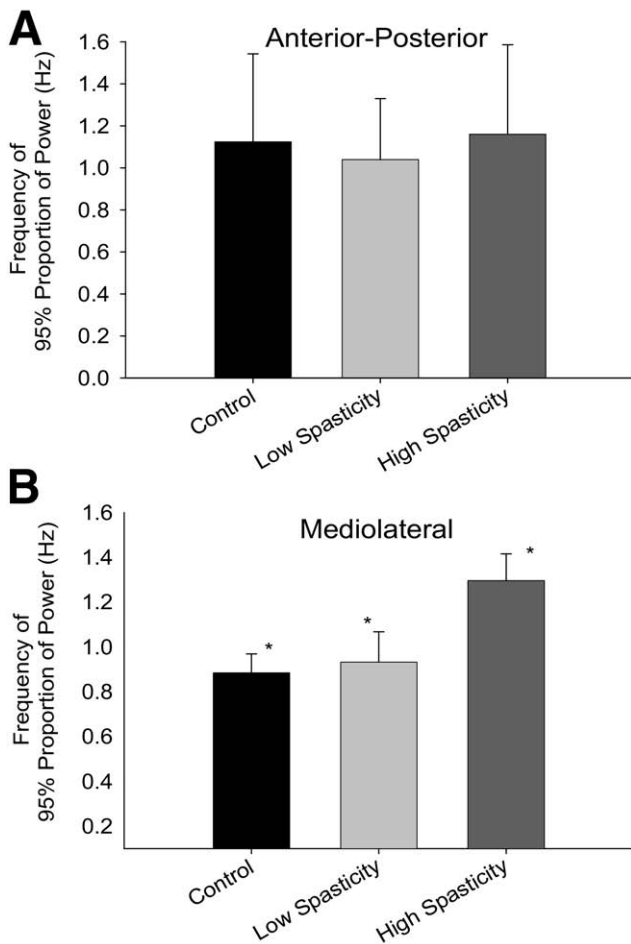 A
Anterior-Posterior
Frequency of
95% Proportion of Power (Hz)
1.6
1.4
1.2
1.0
0.8
0.6
0.4
0.2
0.0
Control
Low Spasticity
High Spasticity
B
Mediolateral
Frequency of
95% Proportion of Power (Hz)
1.6
1.4
1.2
1.0
0.8
0.6
0.4
0.2
*
*
*
Control
Low Spasticity
High Spasticity